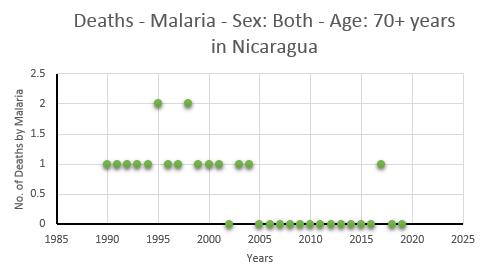 Deaths - Malaria - Sex: Both - Age: 70+ years
in Nicaragua
No. of Deaths by Malaria
2.5
2
1.5
1
0.5
0
1985 1990 1995 2000 2005 2010 2015 2020 2025
Years